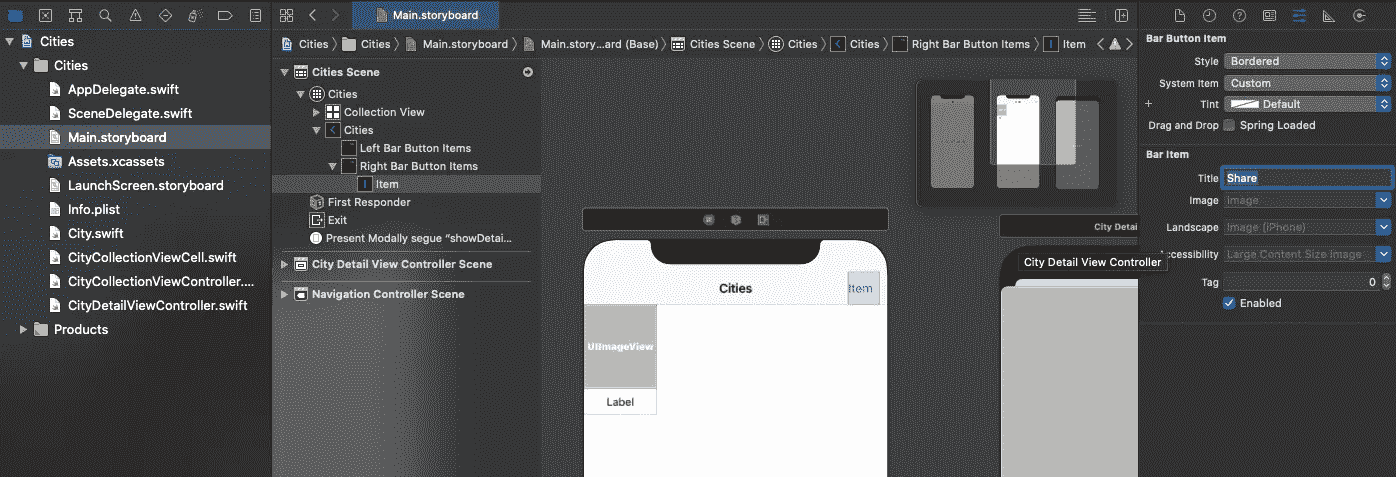 Main.storyboard
Cities
Cities
AppDelegate.swift
SceneDelegate.swift
Main.storyboard
Assets.xcassets
LaunchScreen.storyboard
Info.plist
City.swift
CityCollectionViewCell.swift
CityCollectionViewController....
CityDetailViewController.swift
Products
Cities
Cities
Main.storyboard
Main.story...ard (Base)
Cities Scene
Cities
Cities
Right Bar Button Items
Item
Cities Scene
Cities
Collection View
Cities
Left Bar Button Items
Right Bar Button Items
Item
First Responder
Exit
Present Modally segue “showDetai...
City Detail View Controller Scene
Navigation Controller Scene
Cities
Item
UIImageView
Label
City Detai
City Detail View Controller
Bar Button Item
Style
Bordered
System Item
Custom
Tint
Default
Drag and Drop
Spring Loaded
Bar Item
Title
Share
Image
Image
Landscape
Image (iPhone)
ccessibility
Large Content Size Image
Tag
0
Enabled